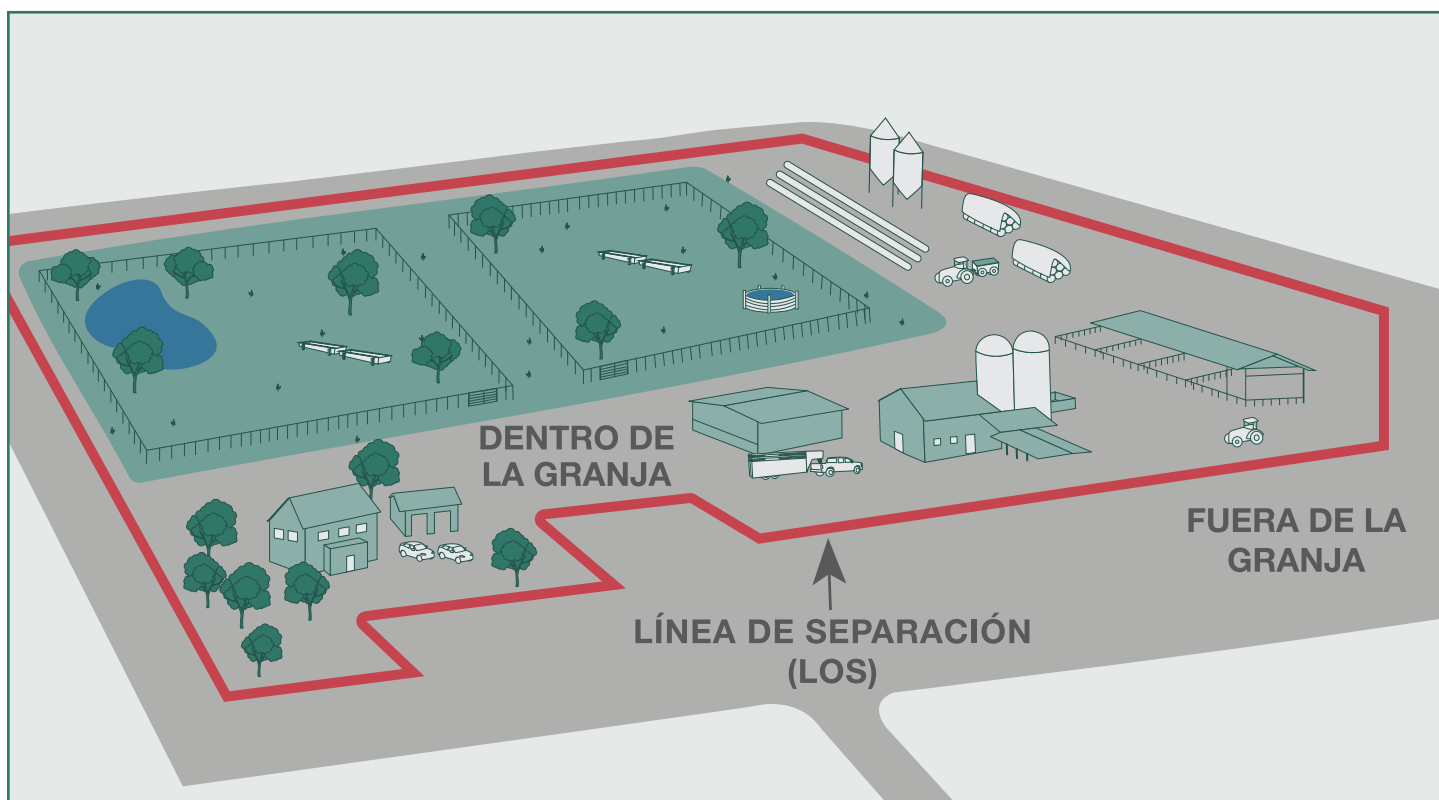 DENTRO DE
LA GRANJA
FUERA DE LA
GRANJA
LÍNEA DE SEPARACIÓN
(LOS)